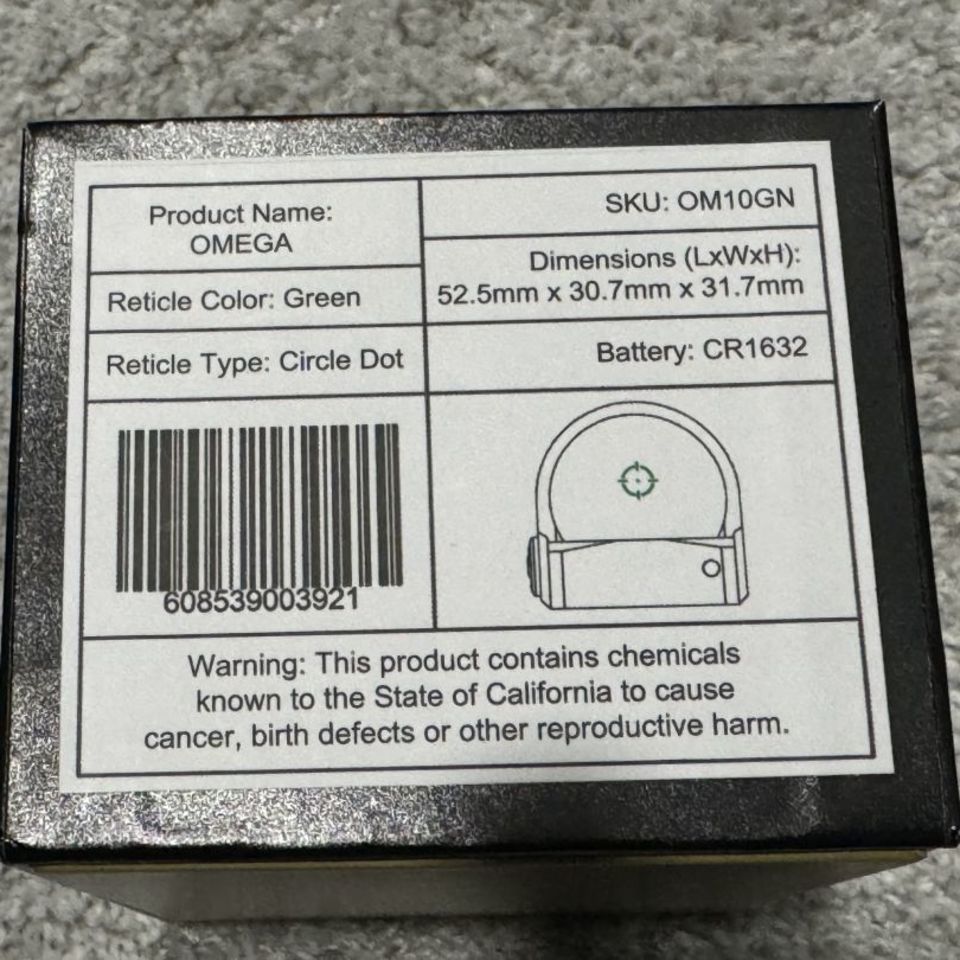 Product Name:
OMEGA
SKU: OM10GN
Dimensions (LxWxH):
52.5mm x 30.7mm x 31.7mm
Reticle Color: Green
Reticle Type: Circle Dot
Battery: CR1632
608539003921
Warning: This product contains chemicals
known to the State of California to cause
cancer, birth defects or other reproductive harm.